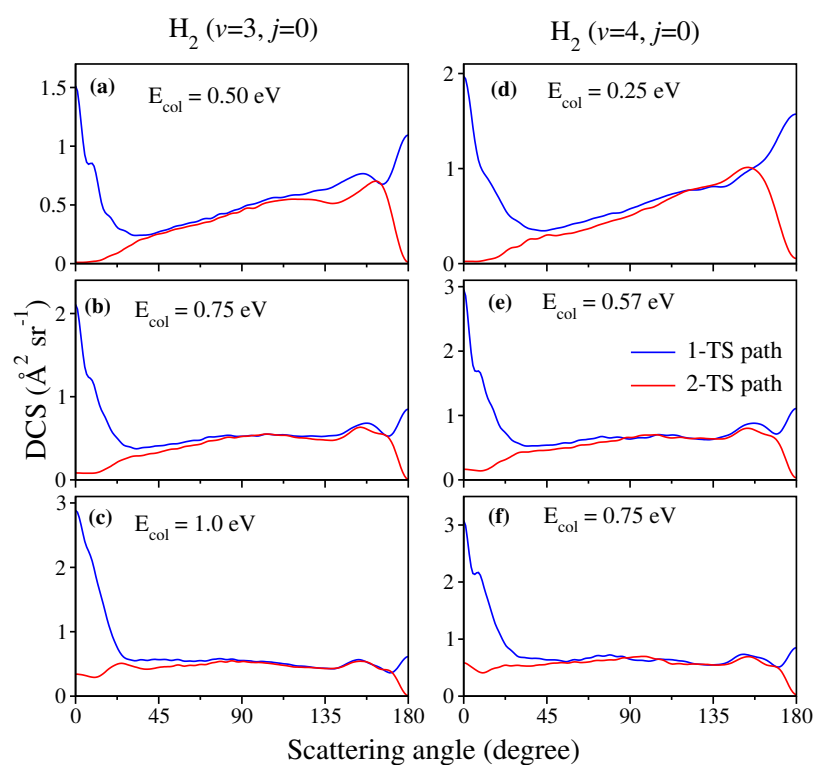 H2 (v=3, j=0)
H2 (v=4, j=0)
DCS (Å2 sr-1)
(a)
Ecol = 0.50 eV
1.5
1
0.5
0
(d)
Ecol = 0.25 eV
2
1
0
(b)
Ecol = 0.75 eV
2
1
0
(e)
Ecol = 0.57 eV
1-TS path
2-TS path
3
2
1
0
(c)
Ecol = 1.0 eV
3
2
1
0
(f)
Ecol = 0.75 eV
3
2
1
0
0 45 90 135 180
0 45 90 135 180
Scattering angle (degree)